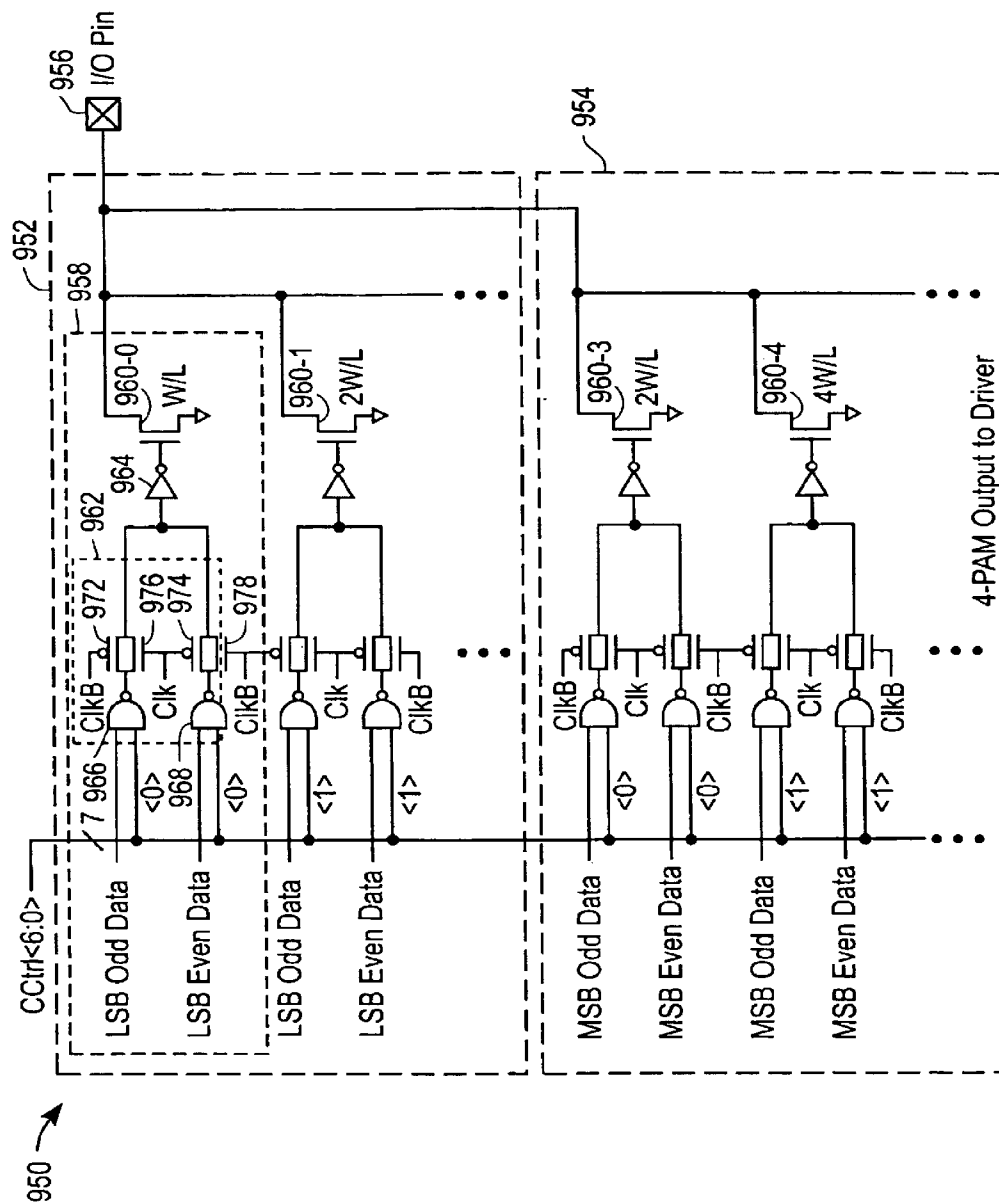 950
952
958
CCtrl<6:0>
7
962
960-0
956
I/O Pin
LSB Odd Data
966
<0>
ClkB
972
976
964
W/L
Clk
974
LSB Even Data
968
<0>
978
ClkB
960-1
2W/L
LSB Odd Data
<1>
Clk
LSB Even Data
<1>
ClkB
954
MSB Odd Data
<0>
ClkB
960-3
2W/L
Clk
MSB Even Data
<0>
ClkB
960-4
4W/L
MSB Odd Data
<1>
Clk
MSB Even Data
<1>
ClkB
4-PAM Output to Driver